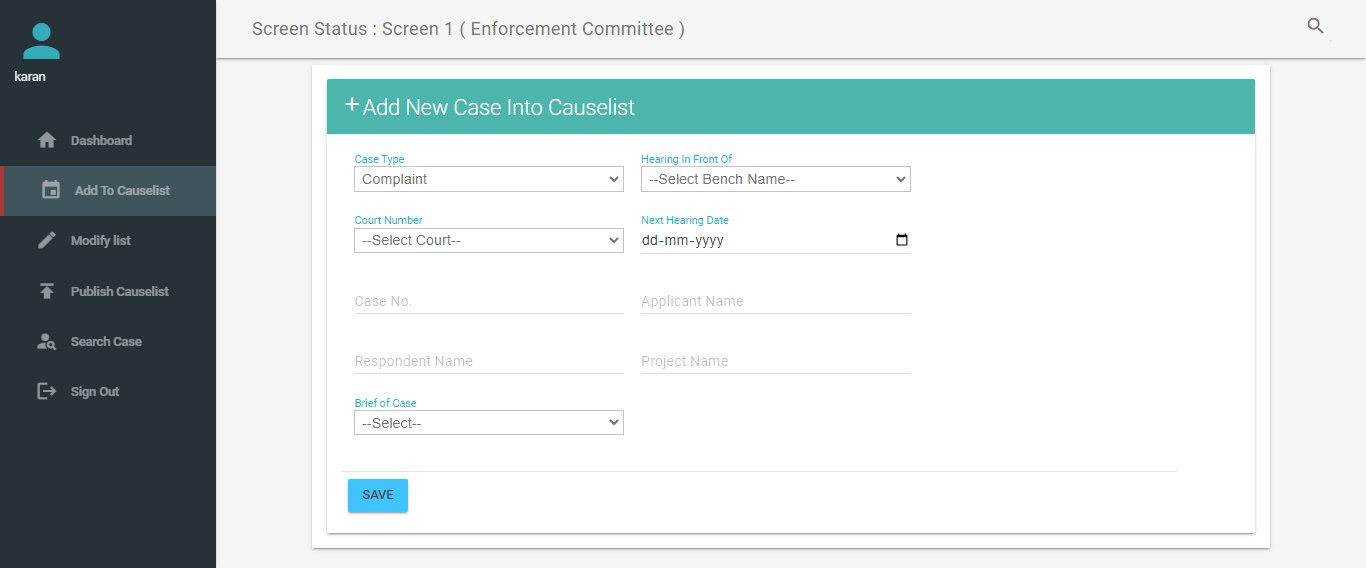 Screen Status : Screen 1 ( Enforcement Committee )
karan
Dashboard
Add To Causelist
Modify list
Publish Causelist
Search Case
Sign Out
+ Add New Case Into Causelist
Case Type
Complaint
Hearing In Front Of
--Select Bench Name--
Court Number
--Select Court--
Next Hearing Date
dd-mm-yyyy
Case No.
Applicant Name
Respondent Name
Project Name
Brief of Case
--Select--
SAVE